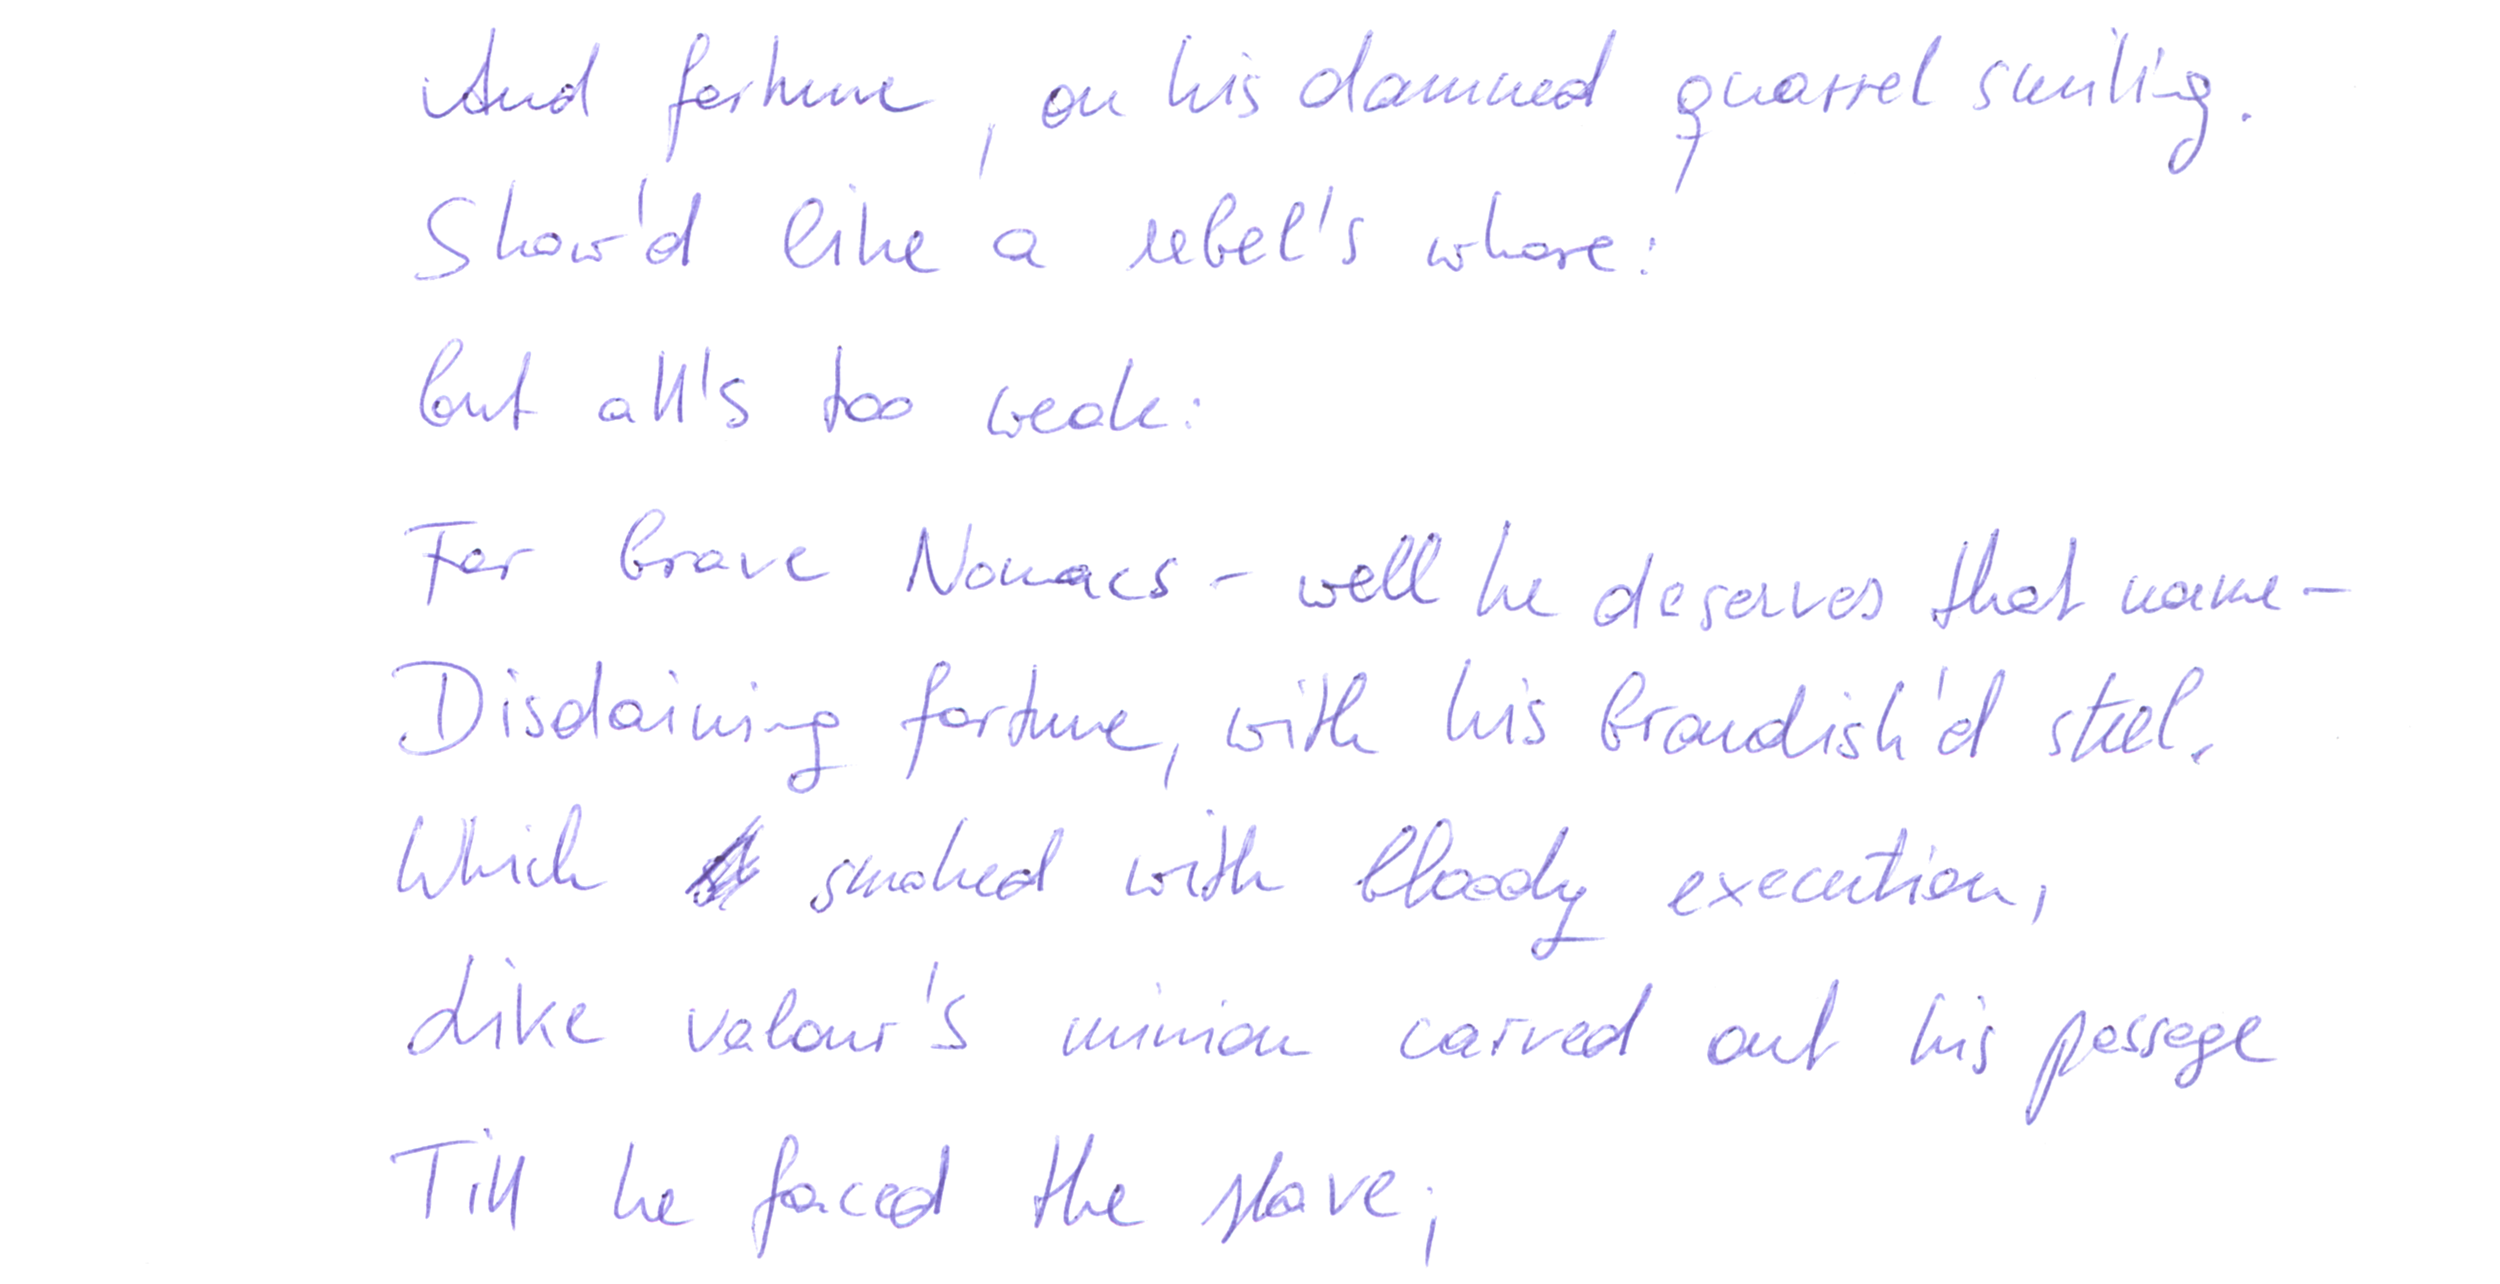 And fortune, on his damned quarrel smiling.
Show'd like a rebel's whore:
but all's too weak:
For brave Nomacs - well he deserves that name -
Disdaining fortune, with his brandish'd steel.
Which smoked with bloody execution,
Like valour's minion carved out his passage
Till he faced the slave;